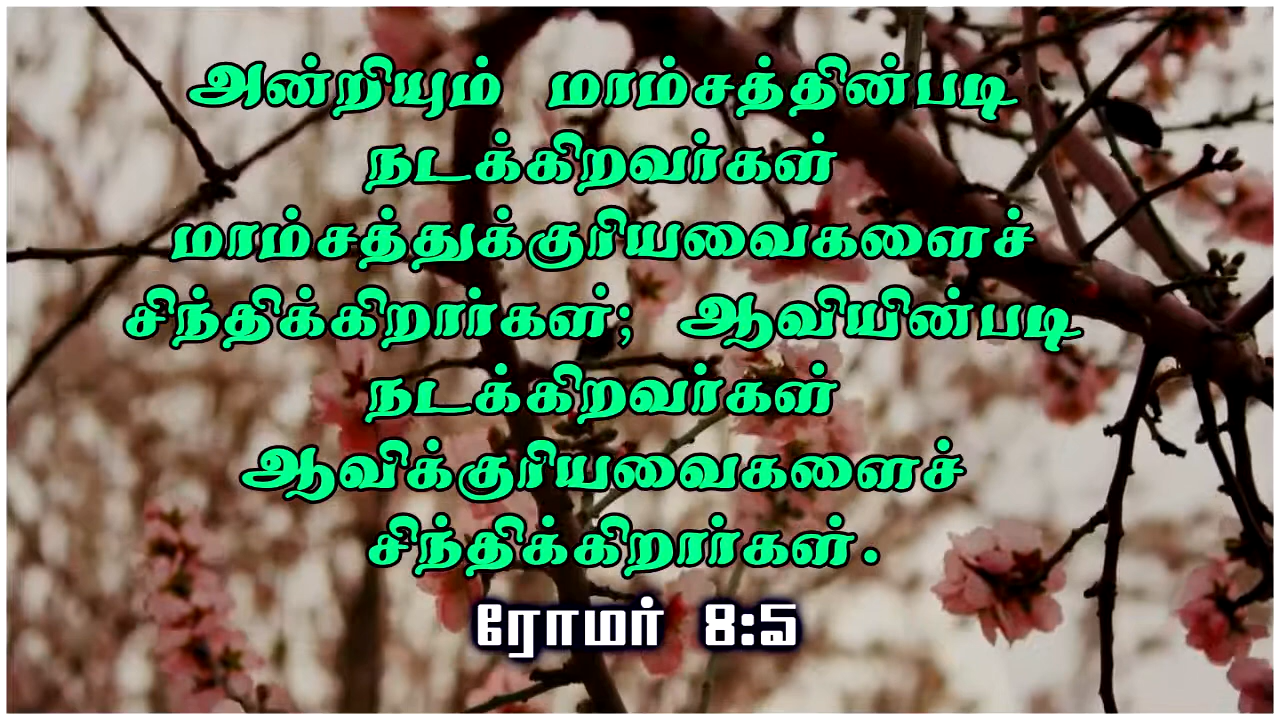 அன்றியும் மாம்சத்தின்படி
நடக்கிறவர்கள்
மாம்சத்துக்குரியவைகளைச்
சிந்திக்கிறார்கள்; ஆவியின்படி
நடக்கிறவர்கள்
ஆவிக்குரியவைகளைச்
சிந்திக்கிறார்கள்.
ரோமர் 8:5